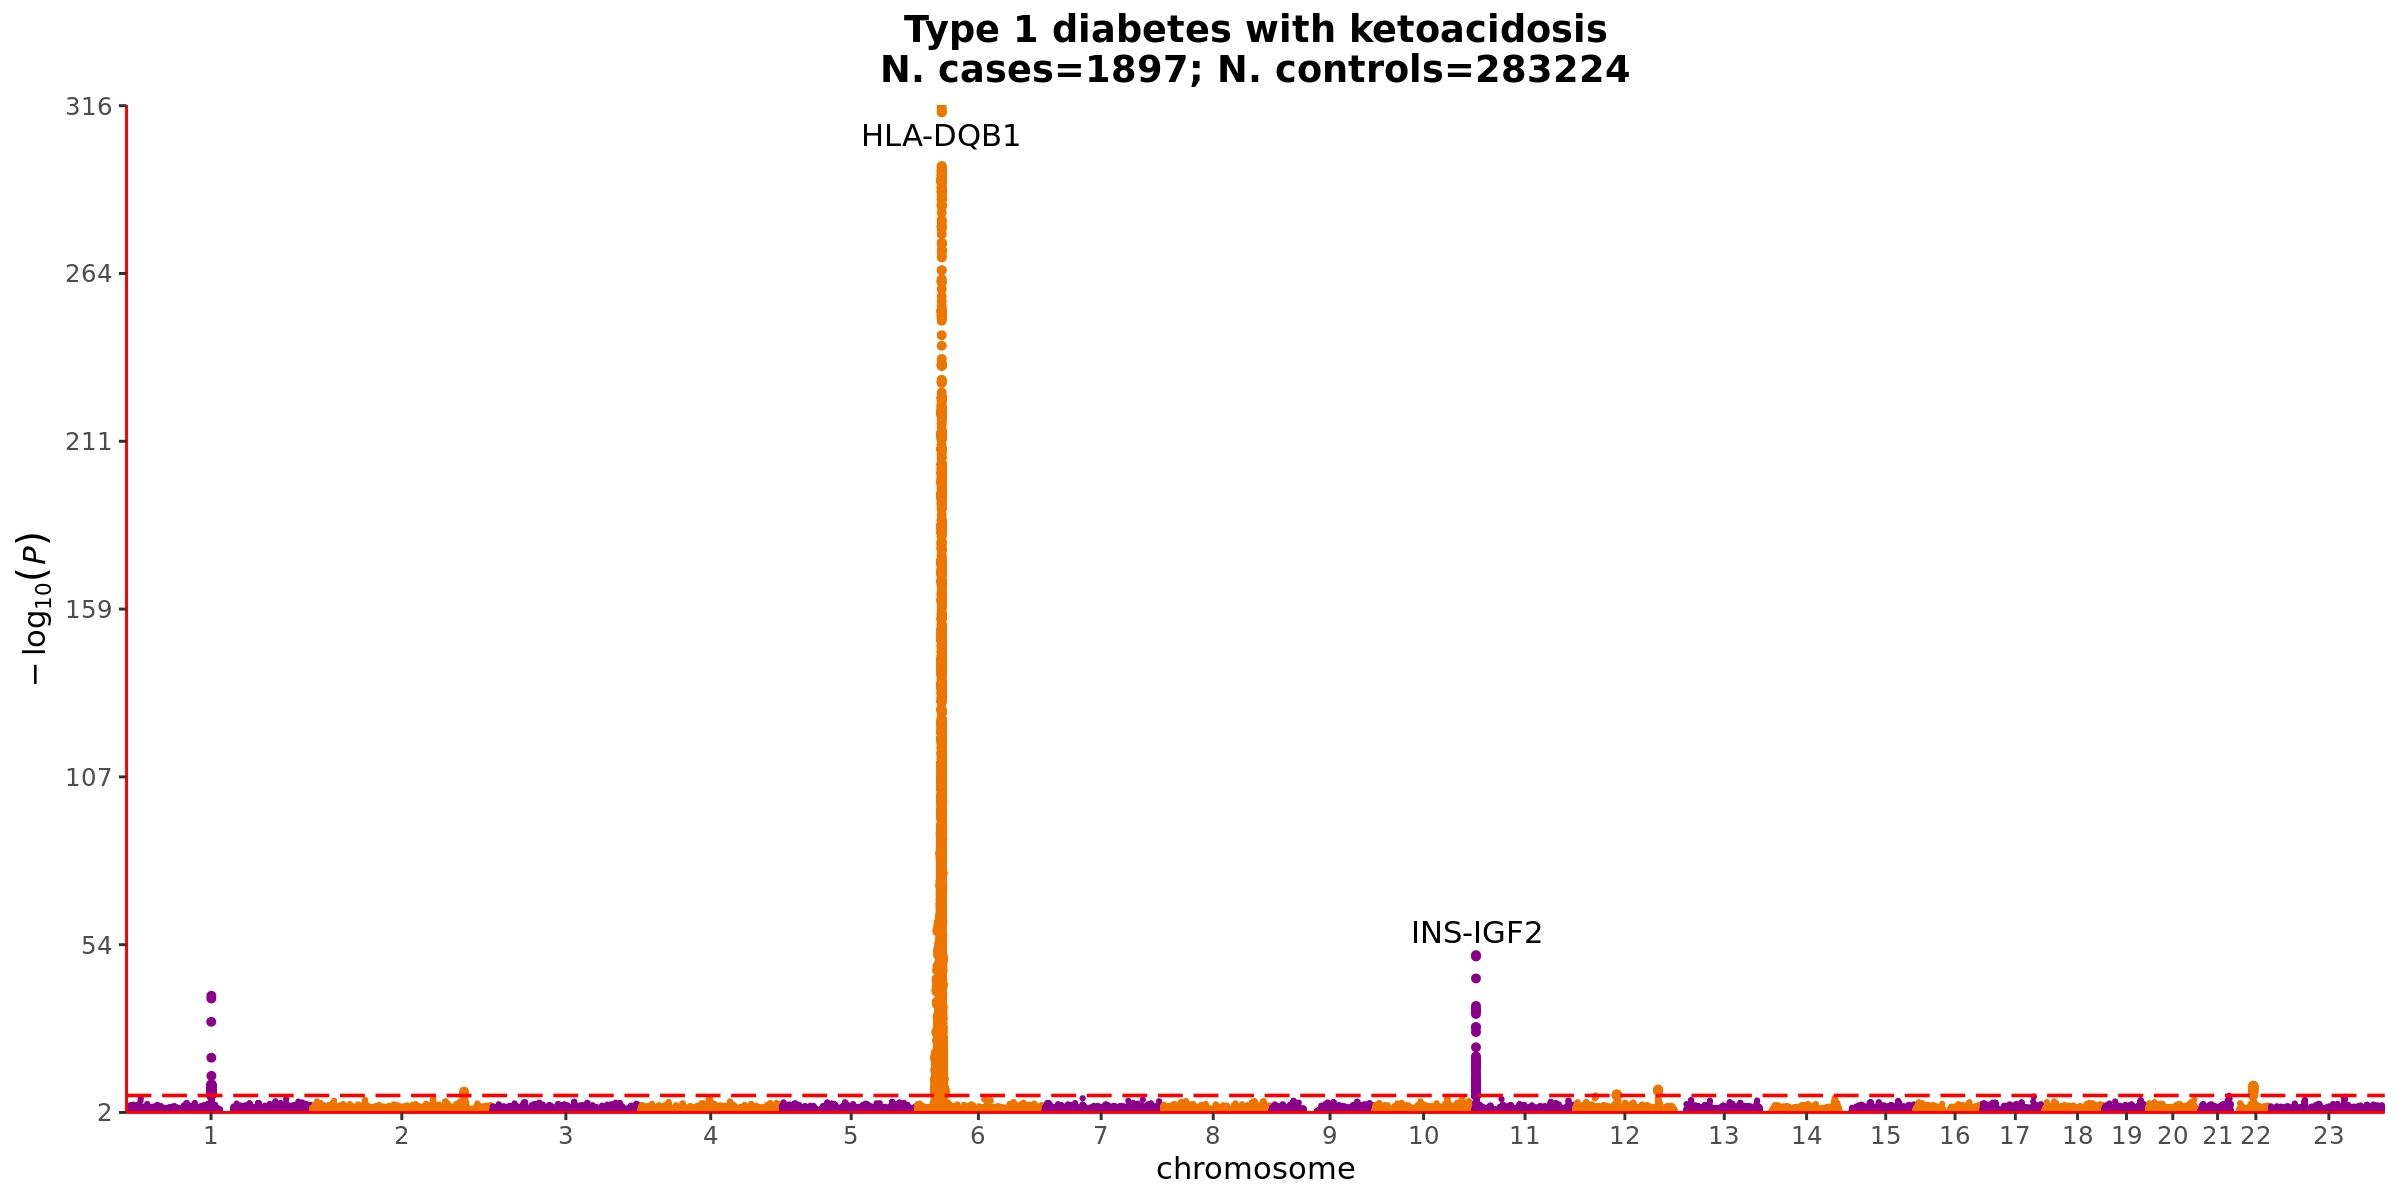 Type 1 diabetes with ketoacidosis
N. cases=1897; N. controls=283224
316
HLA-DQB1
264
211
−log10(P)
159
107
54
INS-IGF2
2
1 2 3 4 5 6 7 8 9 10 11 12 13 14 15 16 17 18 19 20 21 22 23
chromosome